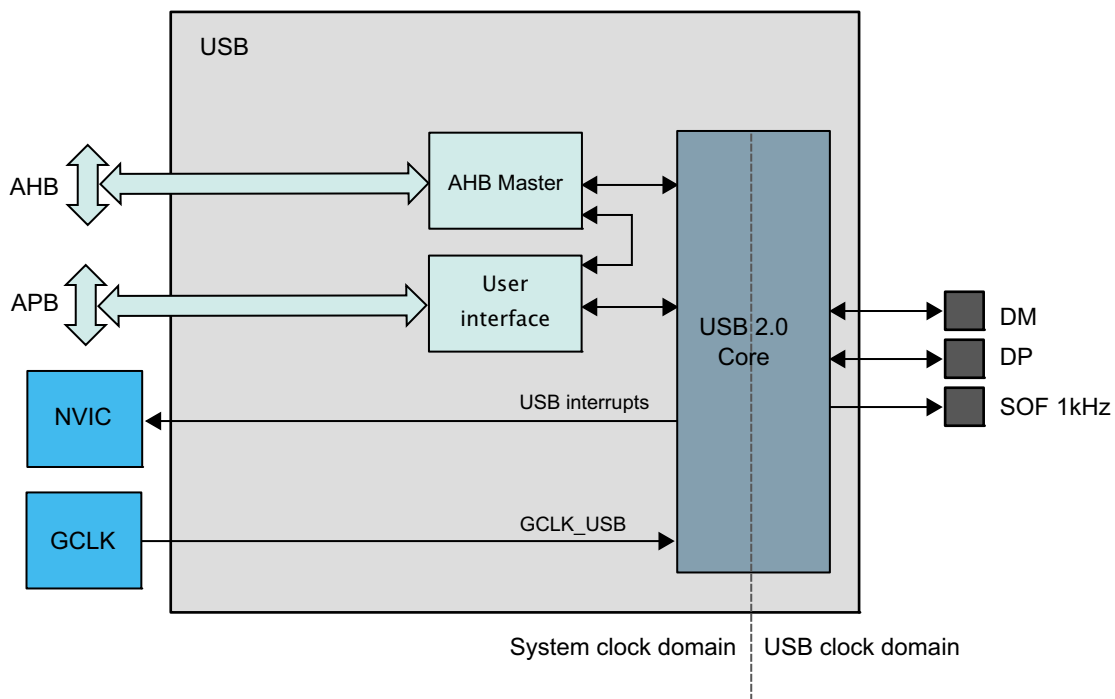 USB
AHB
AHB Master
APB
User
interface
USB 2.0
Core
DM
DP
SOF 1kHz
NVIC
USB interrupts
GCLK
GCLK_USB
System clock domain
USB clock domain